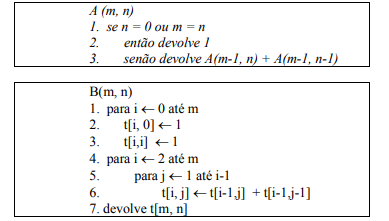 A (m, n)
1. se n = 0 ou m = n
2. então devolve 1
3. senão devolve A(m-1, n) + A(m-1, n-1)
B(m, n)
1. para i ← 0 até m
2. t[i, 0] ← 1
3. t[i,i] ← 1
4. para i ← 2 até m
5. para j ← 1 até i-1
6. t[i, j] ← t[i-1,j] + t[i-1,j-1]
7. devolve t[m, n]